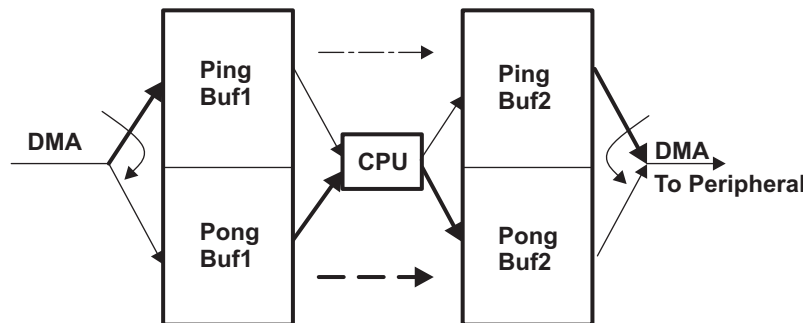 Ping
Buf1
Ping
Buf2
DMA
CPU
DMA
To Peripheral
Pong
Buf1
Pong
Buf2